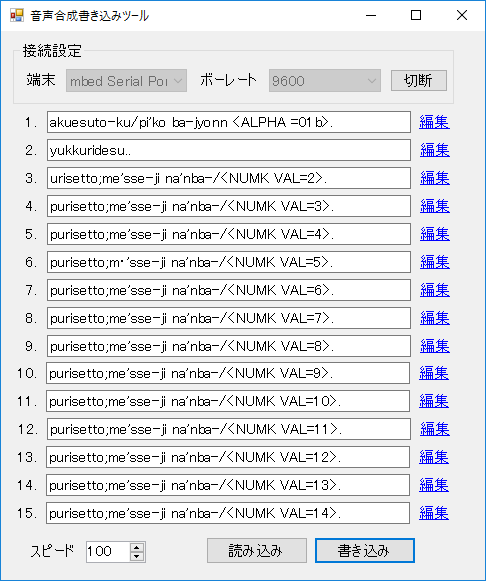 音声合成書き込みツール
接続設定
端末 mbed Serial Por ボーレート 9600 切断
1. akuesuto-ku/pi'ko ba-jyonn <ALPHA =01b>. 編集
2. yukkuridesu.. 編集
3. urisetto;me'sse-ji na'nba-/<NUMK VAL=2>. 編集
4. purisetto;me'sse-ji na'nba-/<NUMK VAL=3>. 編集
5. purisetto;me'sse-ji na'nba-/<NUMK VAL=4>. 編集
6. purisetto;m･'sse-ji na'nba-/<NUMK VAL=5>. 編集
7. purisetto;me'sse-ji na'nba-/<NUMK VAL=6>. 編集
8. purisetto;me'sse-ji na'nba-/<NUMK VAL=7>. 編集
9. purisetto;me'sse-ji na'nba-/<NUMK VAL=8>. 編集
10. purisetto;me'sse-ji na'nba-/<NUMK VAL=9>. 編集
11. purisetto;me'sse-ji na'nba-/<NUMK VAL=10>. 編集
12. purisetto;me'sse-ji na'nba-/<NUMK VAL=11>. 編集
13. purisetto;me'sse-ji na'nba-/<NUMK VAL=12>. 編集
14. purisetto;me'sse-ji na'nba-/<NUMK VAL=13>. 編集
15. purisetto;me'sse-ji na'nba-/<NUMK VAL=14>. 編集
スピード 100 読み込み 書き込み